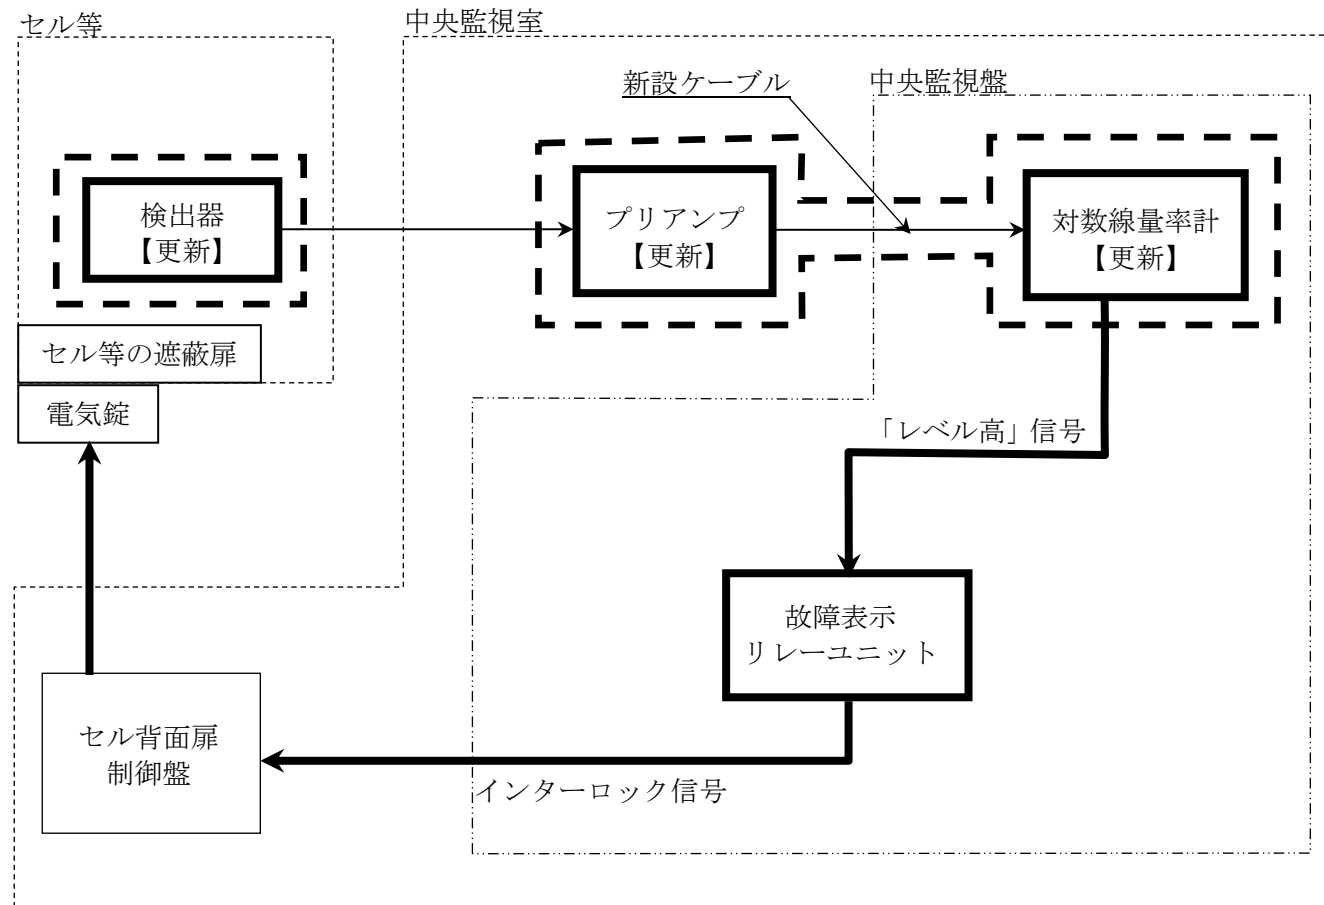 セル等
中央監視室
新設ケーブル
中央監視盤
検出器
【更新】
プリアンプ
【更新】
対数線量率計
【更新】
セル等の遮蔽扉
電気錠
「レベル高」信号
故障表示
リレーユニット
セル背面扉
制御盤
インターロック信号